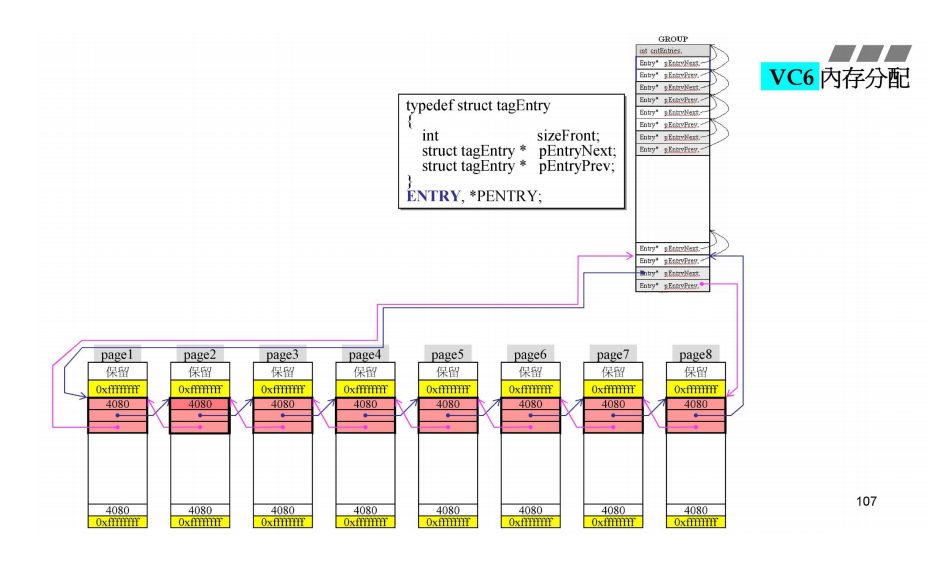 GROUP
int cntEntries;
Entry* pEntryNext;
Entry* pEntryPrev;
Entry* pEntryNext;
Entry* pEntryPrev;
Entry* pEntryNext;
Entry* pEntryPrev;
Entry* pEntryNext;
Entry* pEntryPrev;
VC6 內存分配
typedef struct tagEntry
{
int sizeFront;
struct tagEntry * pEntryNext;
struct tagEntry * pEntryPrev;
}
ENTRY, *PENTRY;
Entry* pEntryNext;
Entry* pEntryPrev;
Entry* pEntryNext;
Entry* pEntryPrev;
page1 page2 page3 page4 page5 page6 page7 page8
保留 保留 保留 保留 保留 保留 保留 保留
0xffffffff 0xffffffff 0xffffffff 0xffffffff 0xffffffff 0xffffffff 0xffffffff 0xffffffff
4080 4080 4080 4080 4080 4080 4080 4080
107
4080 4080 4080 4080 4080 4080 4080 4080
0xffffffff 0xffffffff 0xffffffff 0xffffffff 0xffffffff 0xffffffff 0xffffffff 0xffffffff